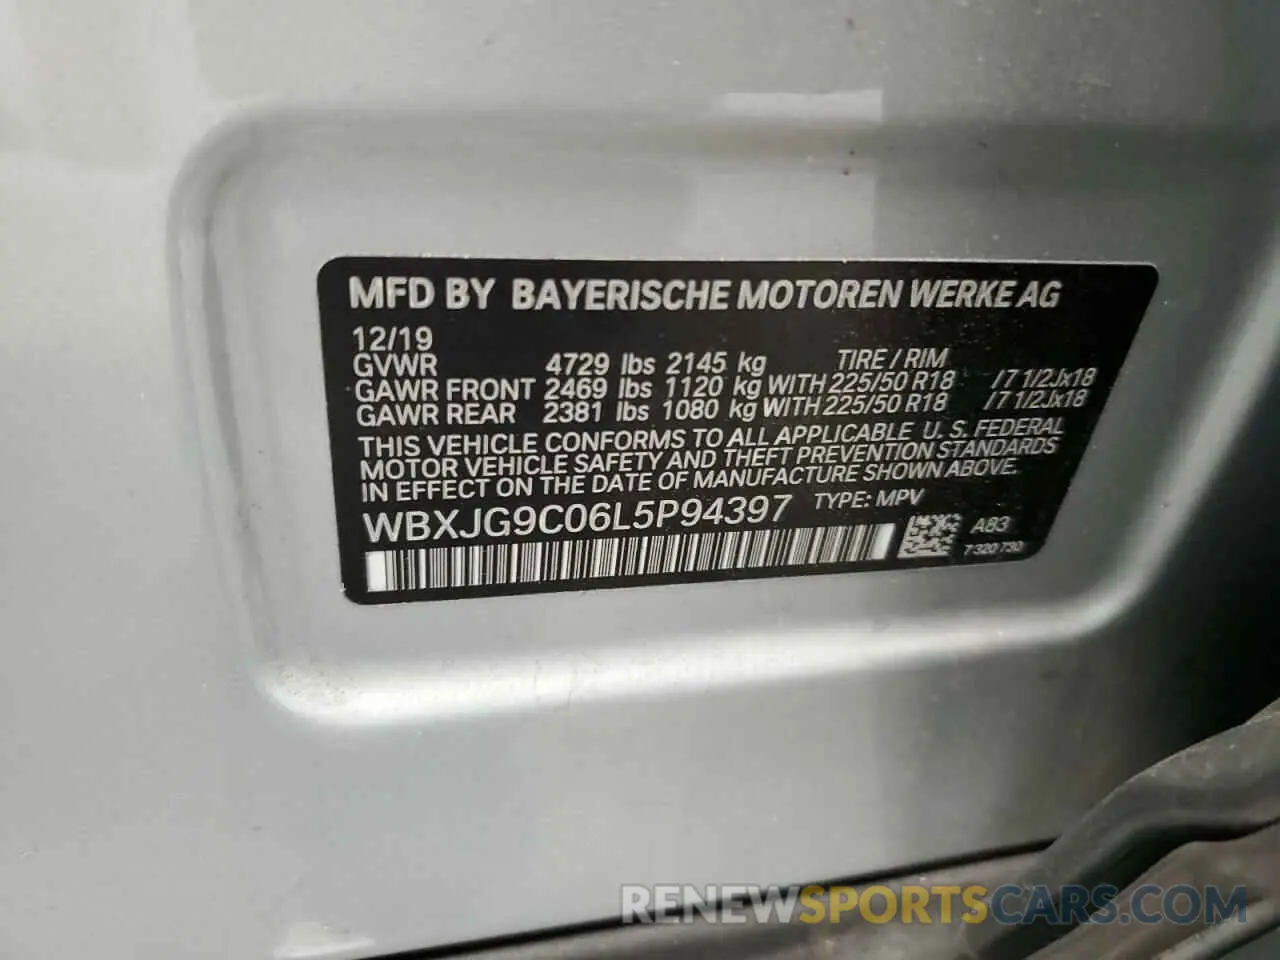 MFD BY BAYERISCHE MOTOREN WERKE AG
12/19
GVWR 4729 lbs 2145 kg TIRE / RIM
GAWR FRONT 2469 lbs 1120 kg WITH 225/50 R18 /7 1/2Jx18
GAWR REAR 2381 lbs 1080 kg WITH 225/50 R18 /7 1/2Jx18
THIS VEHICLE CONFORMS TO ALL APPLICABLE U. S. FEDERAL
MOTOR VEHICLE SAFETY AND THEFT PREVENTION STANDARDS
IN EFFECT ON THE DATE OF MANUFACTURE SHOWN ABOVE.
WBXJG9C06L5P94397 TYPE: MPV
A83
7 320 730
RENEWSPORTSCARS.COM